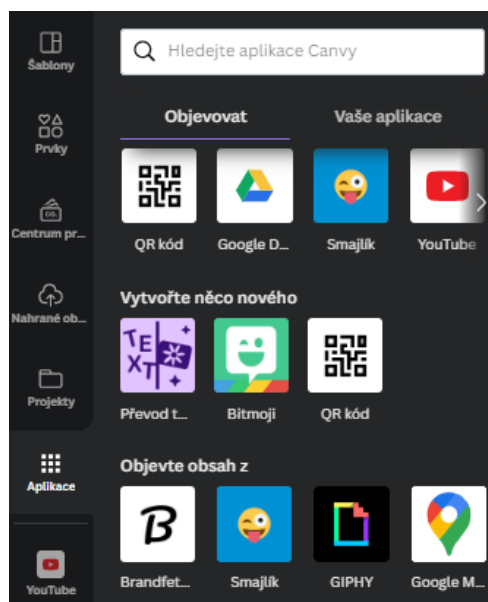 Šablony
Prvky
Centrum pr...
Nahrané ob...
Projekty
Aplikace
YouTube
Hledejte aplikace Canvy
Objevovat
Vaše aplikace
QR kód
Google D...
Smajlík
YouTube
Vytvořte něco nového
TEXT
Převod t...
Bitmoji
QR kód
Objevte obsah z
B
Brandfet...
Smajlík
GIPHY
Google M...